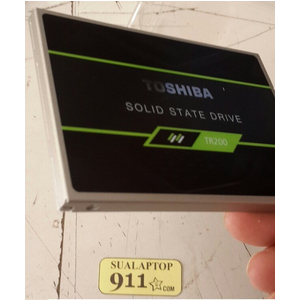 TOSHIBA
SOLID STATE DRIVE
TR200
SUALAPTOP
911 .COM